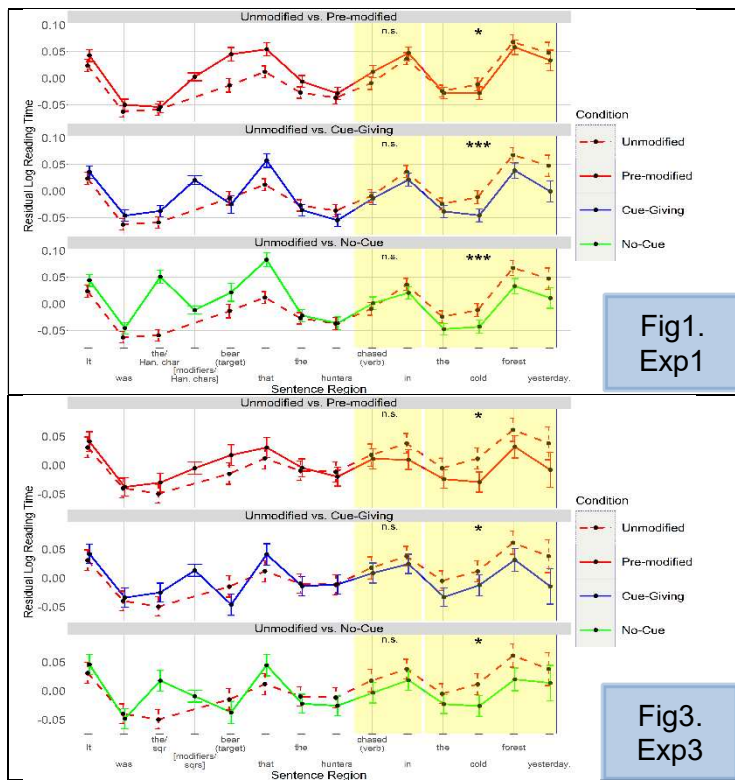 Unmodified vs. Pre-modified
n.s.
*
0.10
0.05
0.00
-0.05
Unmodified vs. Cue-Giving
n.s.
***
0.10
0.05
0.00
-0.05
Unmodified vs. No-Cue
n.s.
***
0.10
0.05
0.00
-0.05
Residual Log Reading Time
It
was
the/
Han. char
[modifiers/
Han. chars]
bear
(target)
that
the
hunters
chased
(verb)
in
the
cold
forest
yesterday.
Sentence Region
Condition
Unmodified
Pre-modified
Cue-Giving
No-Cue
Fig1.
Exp1
Unmodified vs. Pre-modified
n.s.
*
0.05
0.00
-0.05
Unmodified vs. Cue-Giving
n.s.
*
0.05
0.00
-0.05
Unmodified vs. No-Cue
n.s.
*
0.05
0.00
-0.05
Residual Log Reading Time
It
was
the/
sqr
[modifiers/
sqrs]
bear
(target)
that
the
hunters
chased
(verb)
in
the
cold
forest
yesterday.
Sentence Region
Condition
Unmodified
Pre-modified
Cue-Giving
No-Cue
Fig3.
Exp3